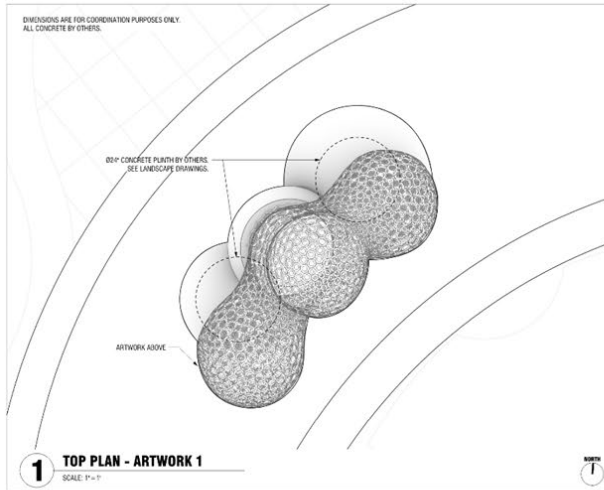 DIMENSIONS ARE FOR COORDINATION PURPOSES ONLY.
ALL CONCRETE BY OTHERS.
Ø24" CONCRETE PLINTH BY OTHERS.
SEE LANDSCAPE DRAWINGS.
ARTWORK ABOVE
1
TOP PLAN - ARTWORK 1
SCALE: 1" = 1'
NORTH